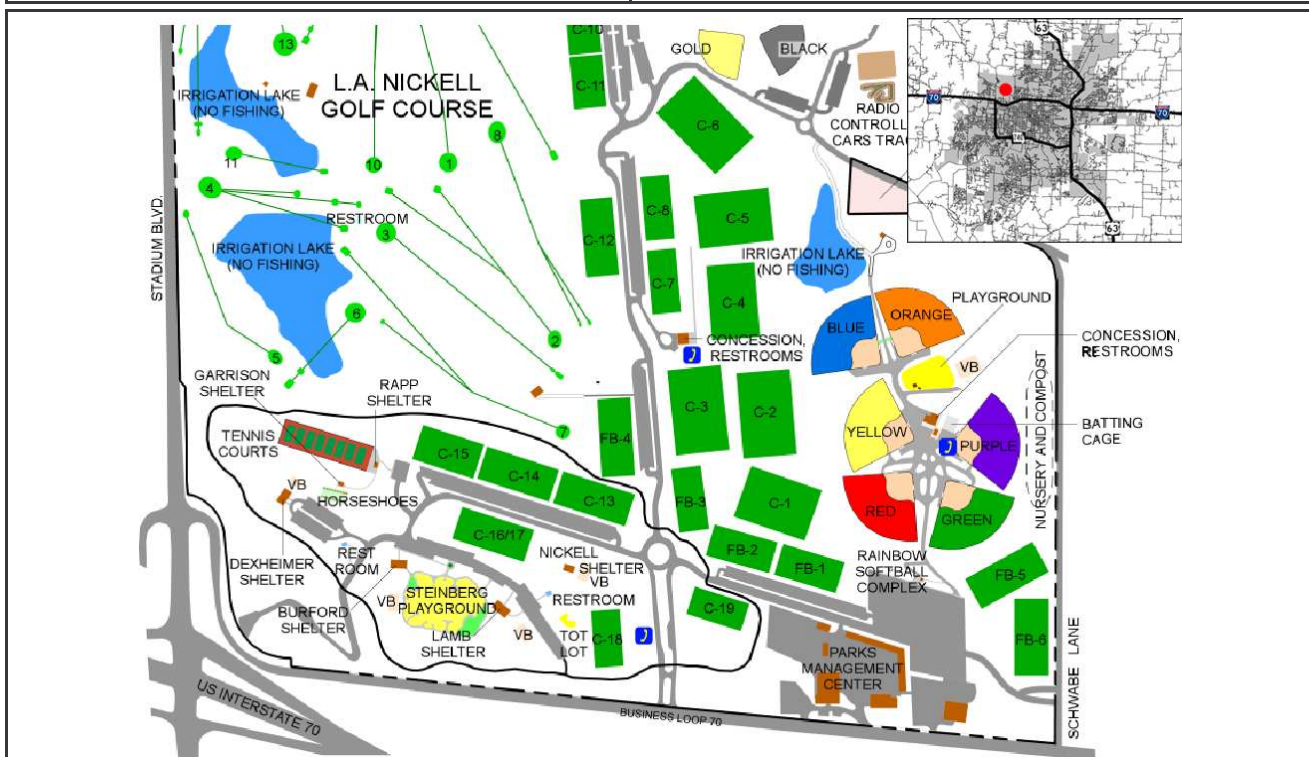 13
C-10
GOLD
BLACK
63
IRRIGATION LAKE
(NO FISHING)
L.A. NICKELL
GOLF COURSE
C-11
RADIO
CONTROLL
CARS TRA
70
70
8
C-6
11
10
1
4
RESTROOM
3
C-8
C-5
C-12
63
STADIUM BLVD.
IRRIGATION LAKE
(NO FISHING)
C-7
C-4
IRRIGATION LAKE
(NO FISHING)
6
PLAYGROUND
BLUE
ORANGE
2
CONCESSION,
RESTROOMS
CONCESSION,
RESTROOMS
5
GARRISON
SHELTER
RAPP
SHELTER
VB
C-3
C-2
NURSERY AND COMPOST
7
FB-4
YELLOW
PURPLE
BATTING
CAGE
TENNIS
COURTS
C-15
C-14
C-13
VB
HORSESHOES
FB-3
C-1
RED
GREEN
C-16/17
REST
ROOM
NICKELL
SHELTER
VB
FB-2
FB-1
RAINBOW
SOFTBALL
COMPLEX
FB-5
DEXHEIMER
SHELTER
BURFORD
SHELTER
VB
STEINBERG
PLAYGROUND
RESTROOM
C-19
LAMB
SHELTER
VB
TOT
LOT
C-18
FB-6
PARKS
MANAGEMENT
CENTER
SCHWABE LANE
US INTERSTATE 70
BUSINESS LOOP 70